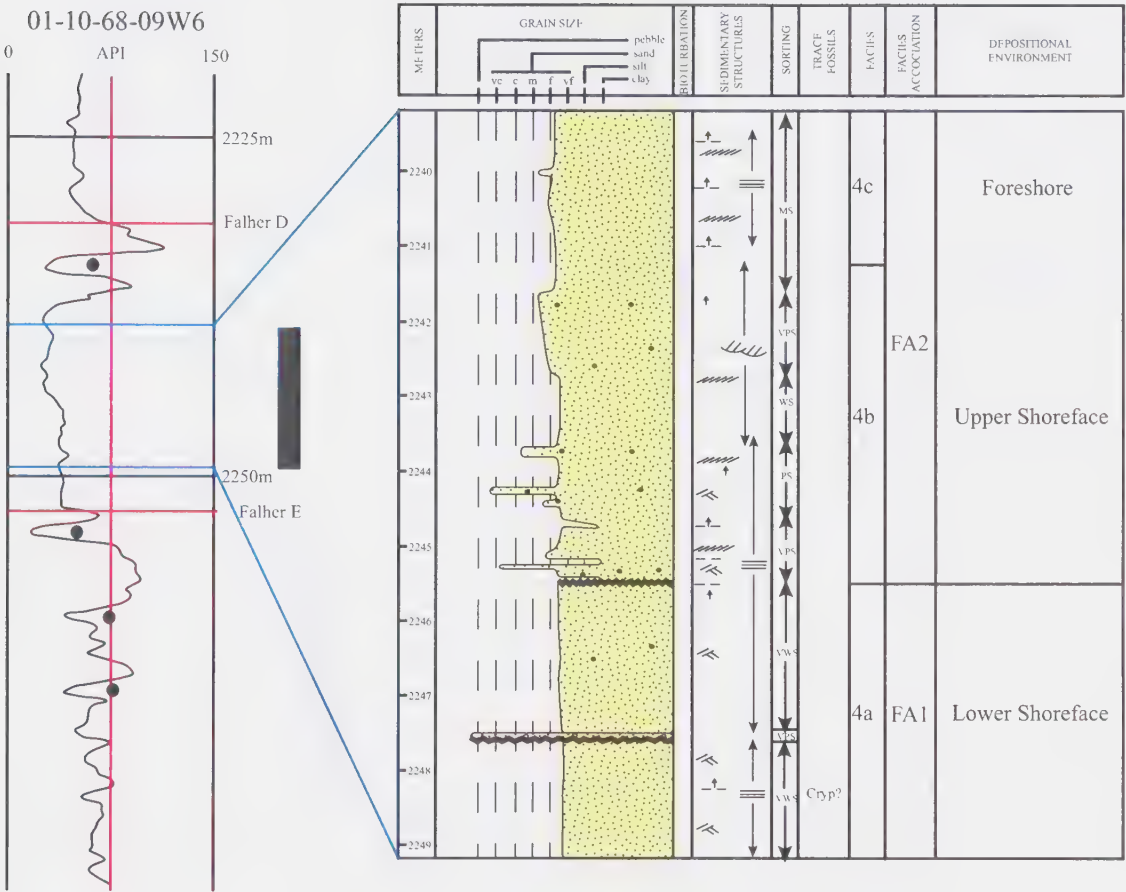 01-10-68-09W6
0 API 150
2225m
Falher D
2250m
Falher E
METERS
GRAIN SIZE
pebble
sand
silt
clay
vc c m f vf
BIOTURBATION
SEDIMENTARY STRUCTURES
SORTING
TRACE FOSSILS
FACIES
FACIES ACCOCIATION
DEPOSITIONAL ENVIRONMENT
2240
2241
2242
2243
2244
2245
2246
2247
2248
2249
MS
VPS
WS
PS
VPS
VWS
VPS
VWS
Cryp?
4c
4b
4a
FA2
FA1
Foreshore
Upper Shoreface
Lower Shoreface